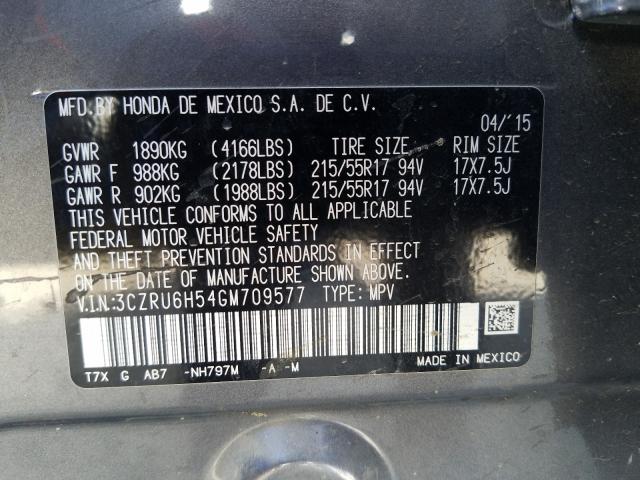 MFD.BY HONDA DE MEXICO S.A. DE C.V.
04/'15
GVWR 1890KG (4166LBS) TIRE SIZE RIM SIZE
GAWR F 988KG (2178LBS) 215/55R17 94V 17X7.5J
GAWR R 902KG (1988LBS) 215/55R17 94V 17X7.5J
THIS VEHICLE CONFORMS TO ALL APPLICABLE
FEDERAL MOTOR VEHICLE SAFETY
AND THEFT PREVENTION STANDARDS IN EFFECT
ON THE DATE OF MANUFACTURE SHOWN ABOVE.
V.I.N:3CZRU6H54GM709577 TYPE: MPV
T7X G AB7 -NH797M -A -M MADE IN MEXICO